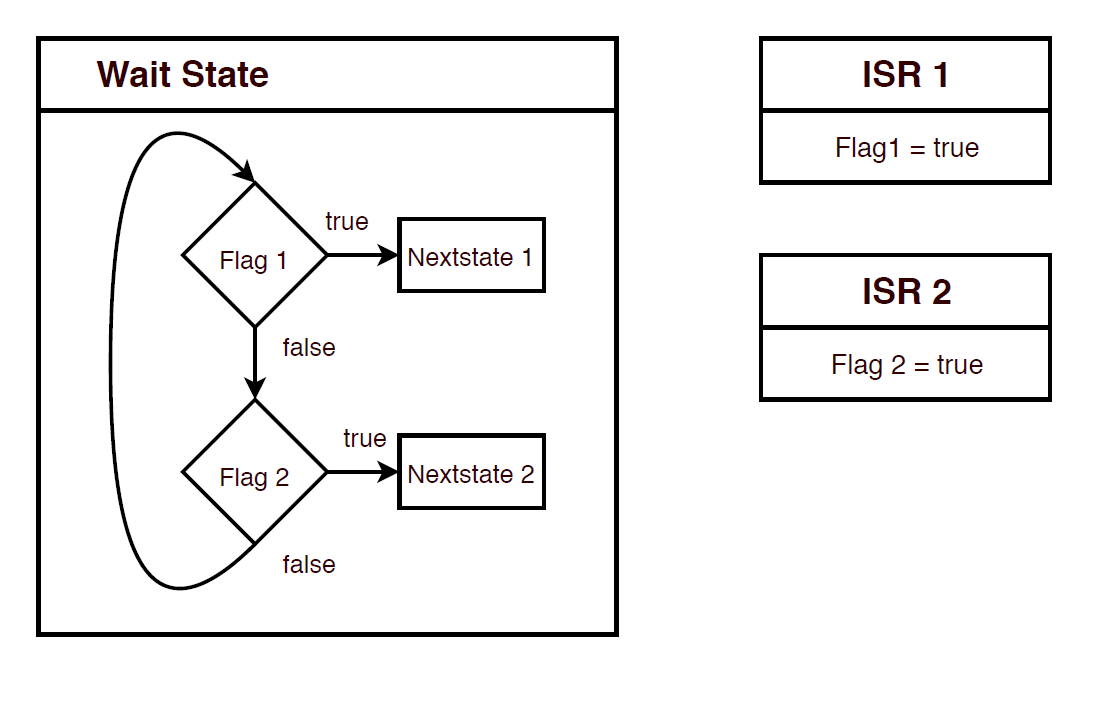 Wait State
true
Flag 1
Nextstate 1
false
true
Flag 2
Nextstate 2
false
ISR 1
Flag1 = true
ISR 2
Flag 2 = true